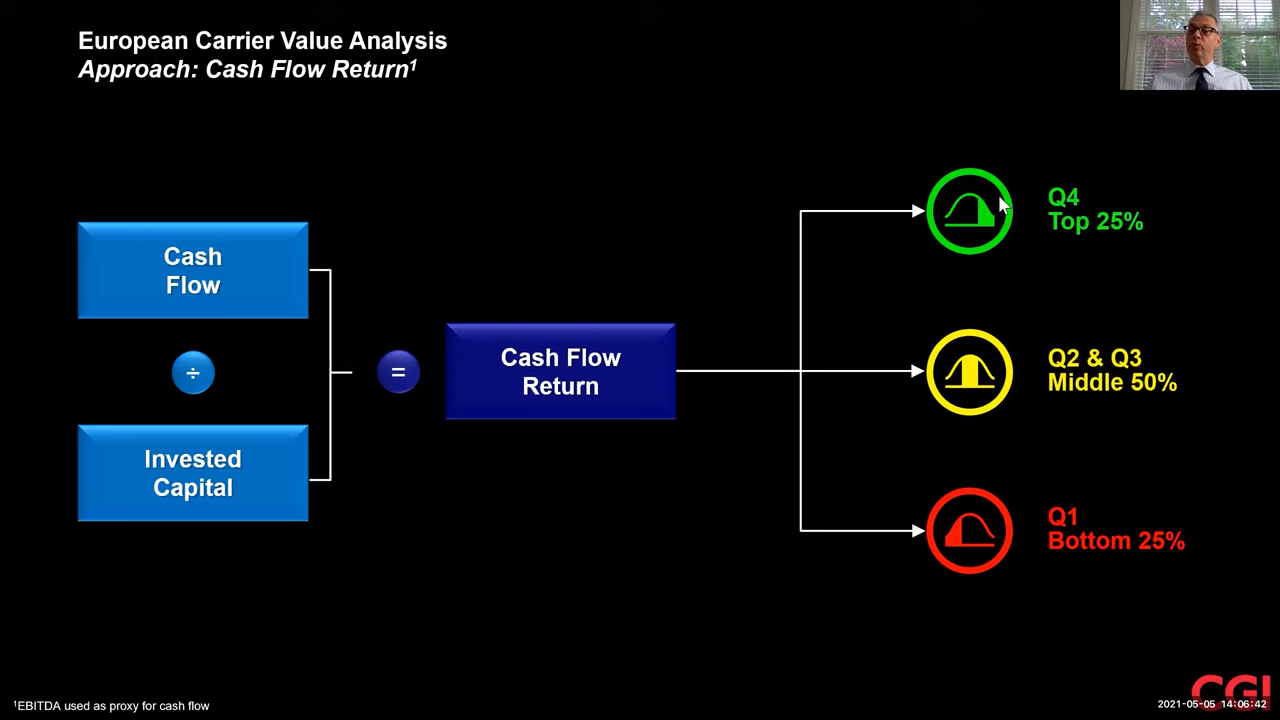 European Carrier Value Analysis
Approach: Cash Flow Return¹
Cash
Flow
÷
Invested
Capital
=
Cash Flow
Return
Q4
Top 25%
Q2 & Q3
Middle 50%
Q1
Bottom 25%
¹EBITDA used as proxy for cash flow
CGI
2021-05-05 14:06:42